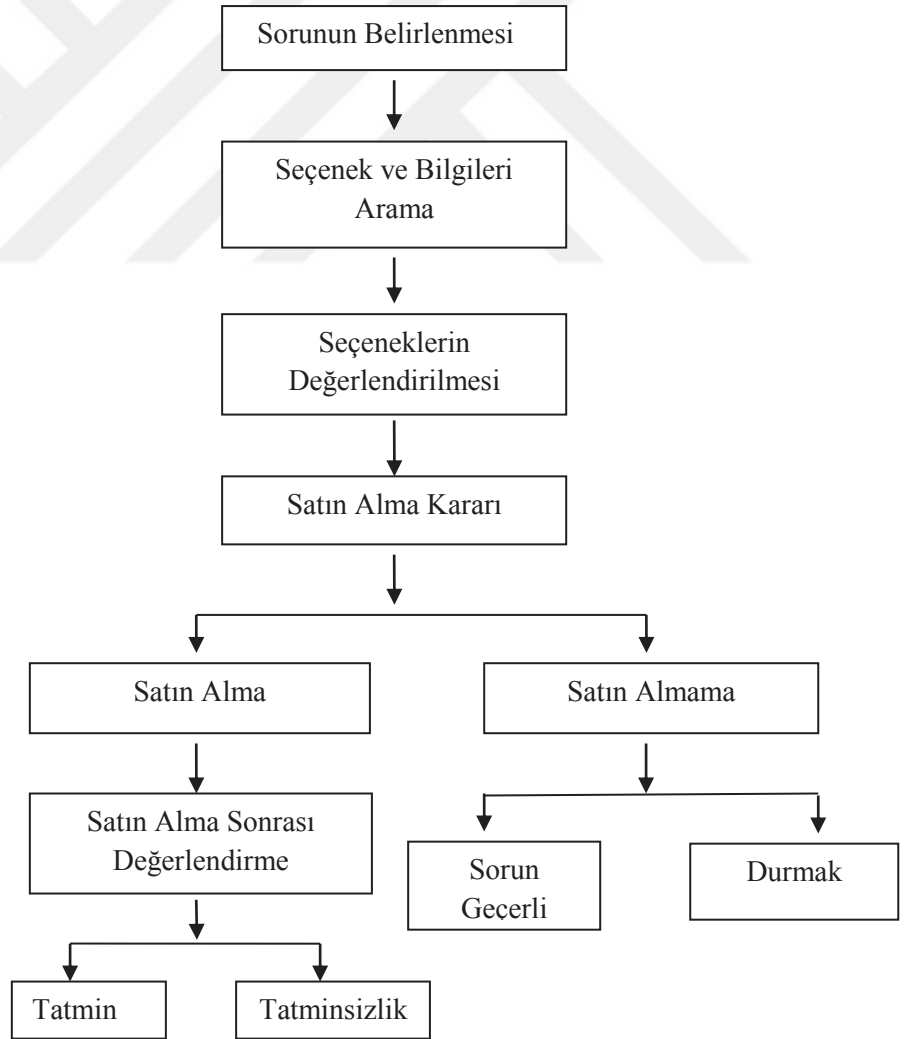 Sorunun Belirlenmesi
Seçenek ve Bilgileri
Arama
Seçeneklerin
Değerlendirilmesi
Satın Alma Kararı
Satın Alma
Satın Almama
Satın Alma Sonrası
Değerlendirme
Sorun
Geçerli
Durmak
Tatmin
Tatminsizlik